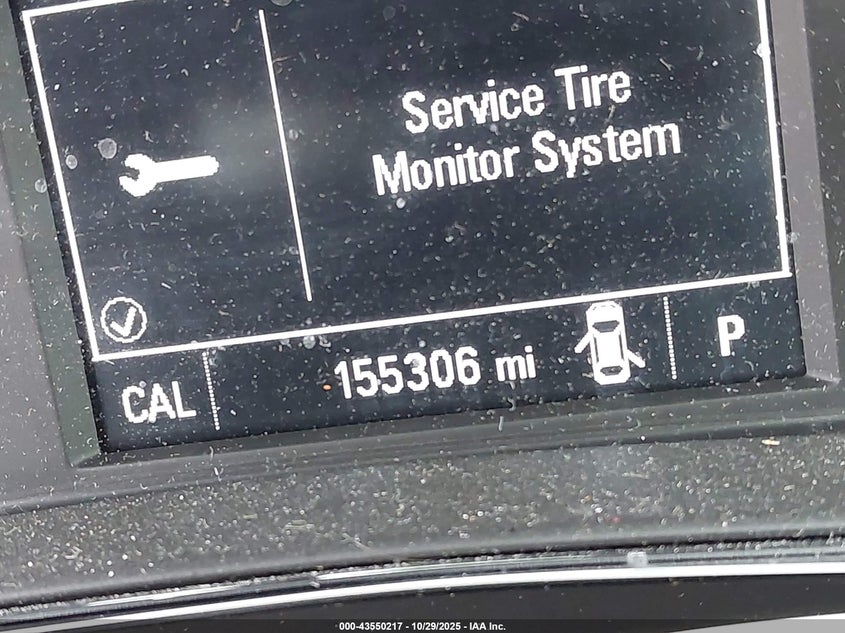 Service Tire
Monitor System
155306 mi
P
CAL
000-43550217 - 10/29/2025 - IAA Inc.